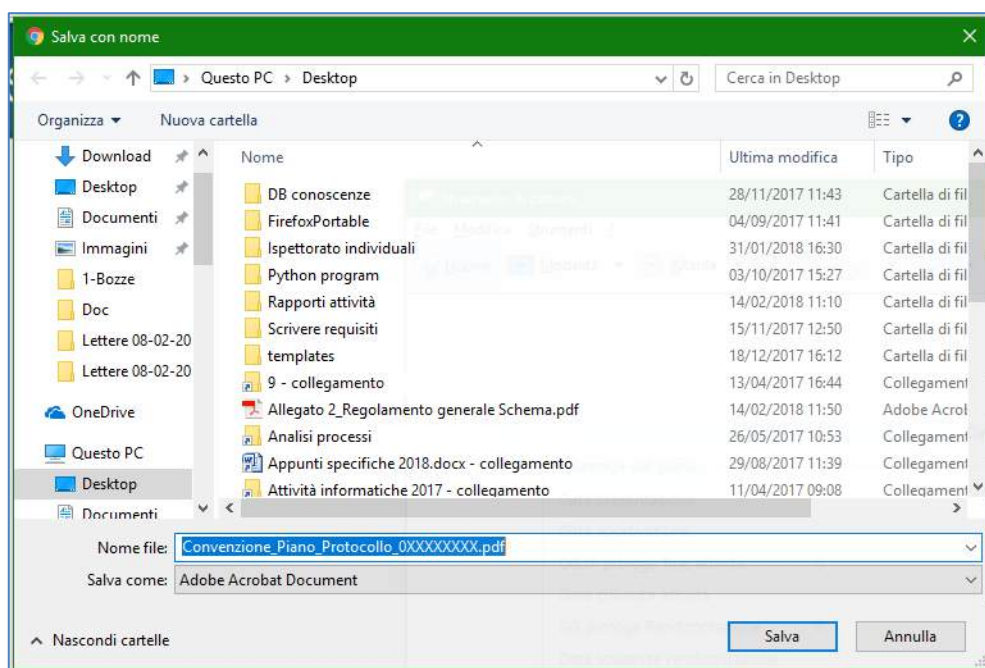 Salva con nome
Questo PC > Desktop
Cerca in Desktop
Organizza
Nuova cartella
Download
Desktop
Documenti
Immagini
1-Bozze
Doc
Lettere 08-02-20
Lettere 08-02-20
OneDrive
Questo PC
Desktop
Documenti
Nome Ultima modifica Tipo
DB conoscenze 28/11/2017 11:43 Cartella di fil
FirefoxPortable 04/09/2017 11:41 Cartella di fil
Ispettorato individuali 31/01/2018 16:30 Cartella di fil
Python program 03/10/2017 15:27 Cartella di fil
Rapporti attività 14/02/2018 11:10 Cartella di fil
Scrivere requisiti 15/11/2017 12:50 Cartella di fil
templates 18/12/2017 16:12 Cartella di fil
9 - collegamento 13/04/2017 16:44 Collegament
Allegato 2_Regolamento generale Schema.pdf 14/02/2018 11:50 Adobe Acrob
Analisi processi 26/05/2017 10:53 Collegament
Appunti specifiche 2018.docx - collegamento 29/08/2017 11:39 Collegament
Attività informatiche 2017 - collegamento 11/04/2017 09:08 Collegament
Nome file: Convenzione_Piano_Protocollo_0XXXXXXXX.pdf
Salva come: Adobe Acrobat Document
Nascondi cartelle
Salva
Annulla